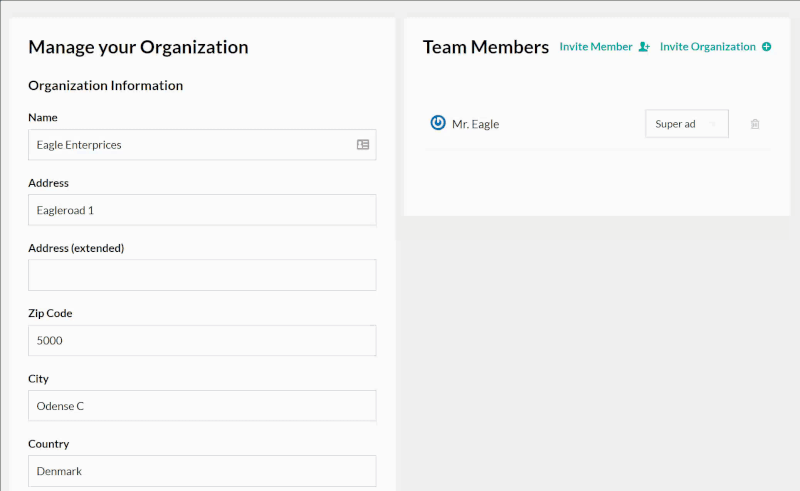 Manage your Organization
Organization Information
Name
Eagle Enterprices
Address
Eagleroad 1
Address (extended)
Zip Code
5000
City
Odense C
Country
Denmark
Team Members Invite Member Invite Organization
Mr. Eagle Super ad